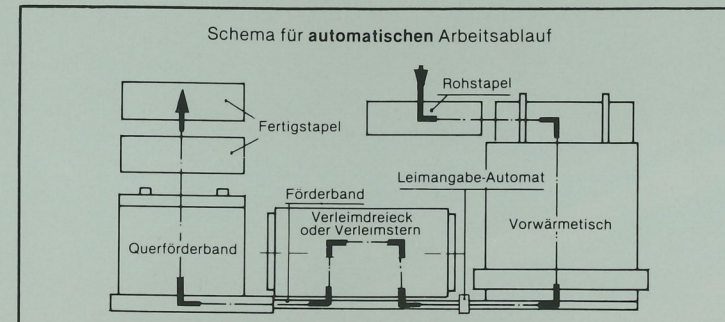 Schema für automatischen Arbeitsablauf
Rohstapel
Fertigstapel
Leimangabe-Automat
Förderband
Verleimdreieck
oder Verleimstern
Vorwärmetisch
Querförderband